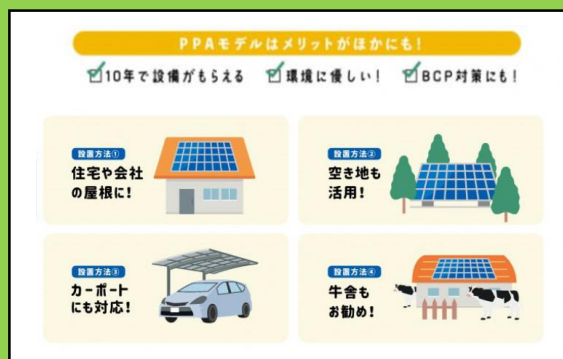 PPAモデルはメリットがほかにも！
10年で設備がもらえる 環境に優しい！ BCP対策にも！
設置方法①
住宅や会社
の屋根に！
設置方法②
空き地も
活用！
設置方法③
カーポート
にも対応！
設置方法④
牛舎も
お勧め！